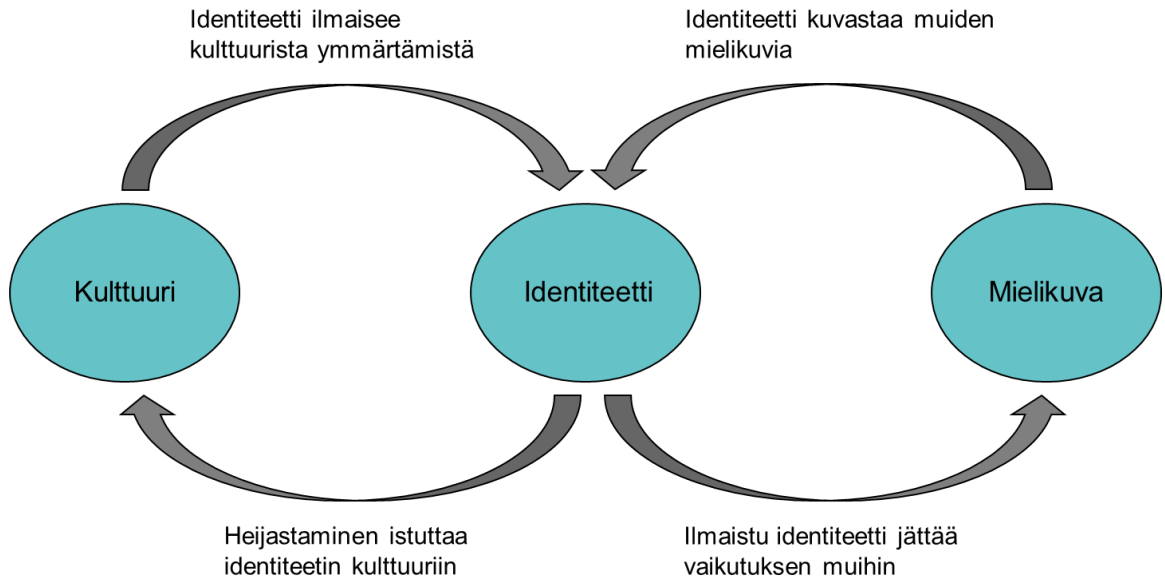 Identiteetti ilmaisee
kulttuurista ymmärtämistä
Identiteetti kuvastaa muiden
mielikuvia
Kulttuuri
Identiteetti
Mielikuva
Heijastaminen istuttaa
identiteetin kulttuuriin
Ilmaistu identiteetti jättää
vaikutuksen muihin